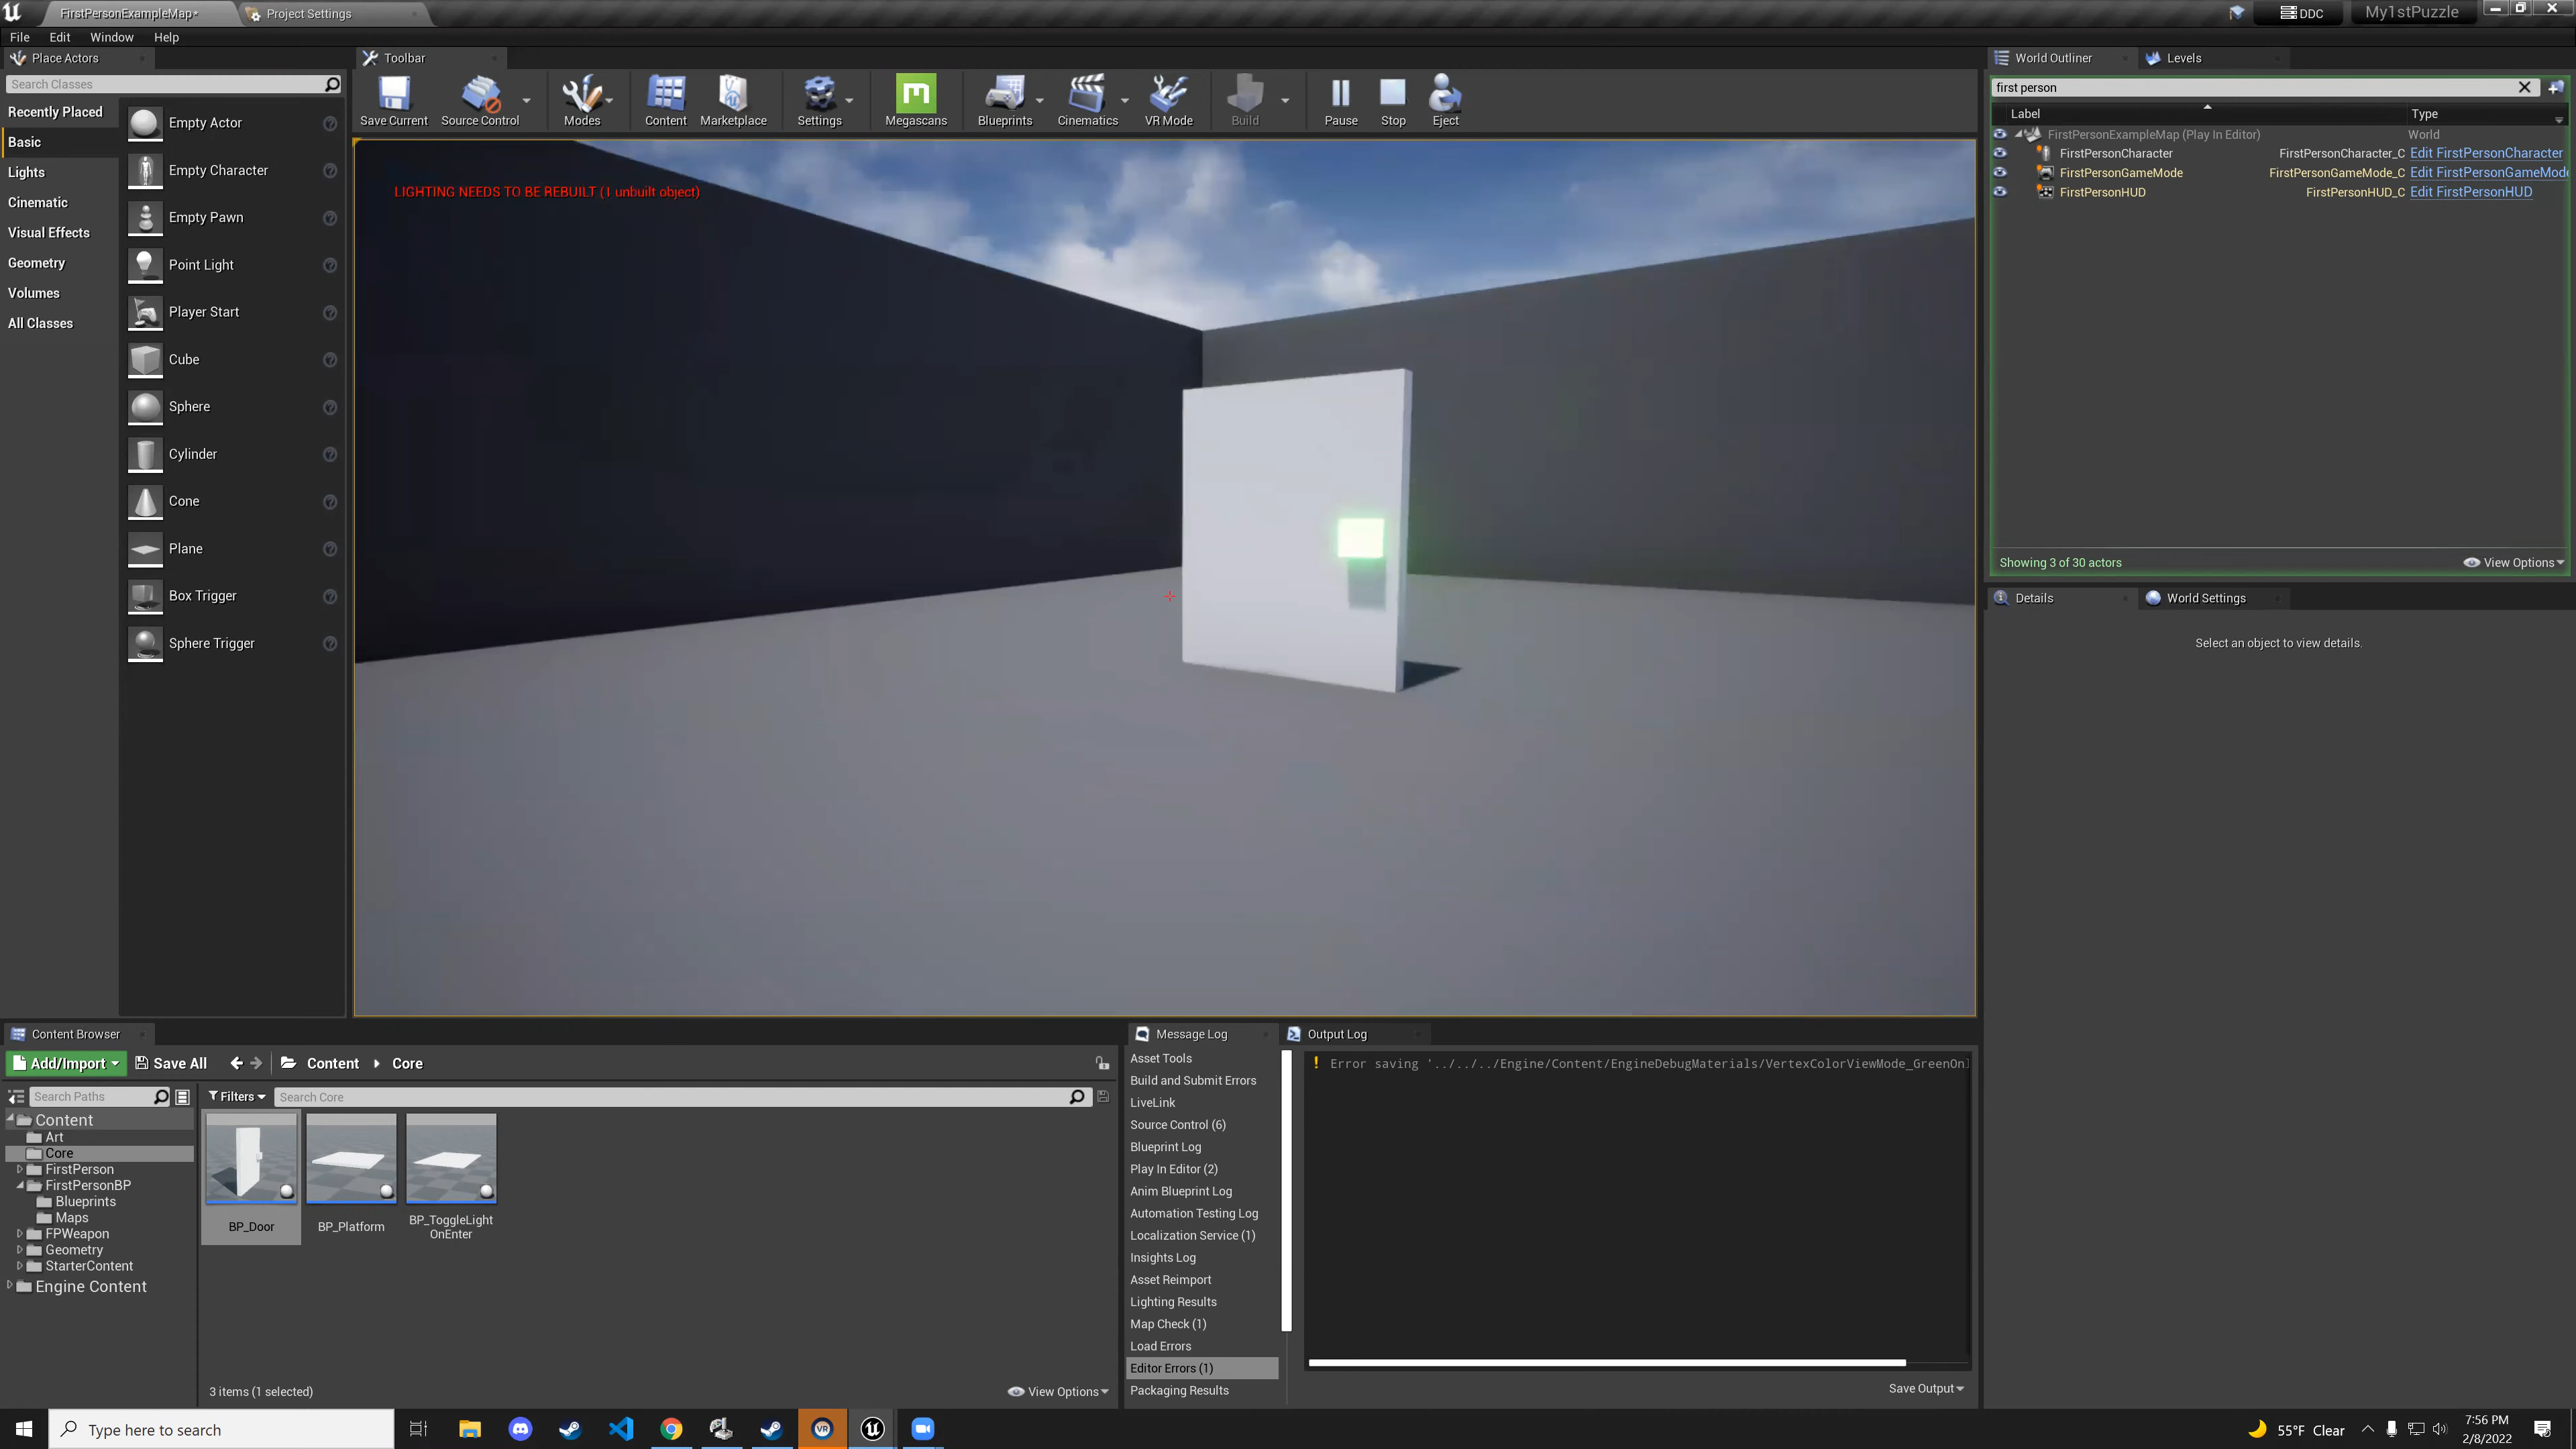 FirstPersonExampleMap*
Project Settings
DDC
My1stPuzzle
File Edit Window Help
Place Actors
Search Classes
Recently Placed
Basic
Lights
Cinematic
Visual Effects
Geometry
Volumes
All Classes
Empty Actor
Empty Character
Empty Pawn
Point Light
Player Start
Cube
Sphere
Cylinder
Cone
Plane
Box Trigger
Sphere Trigger
Toolbar
Save Current
Source Control
Modes
Content
Marketplace
Settings
Megascans
Blueprints
Cinematics
VR Mode
Build
Pause
Stop
Eject
LIGHTING NEEDS TO BE REBUILT (1 unbuilt object)
World Outliner
Levels
first person
Label
Type
FirstPersonExampleMap (Play In Editor) World
FirstPersonCharacter FirstPersonCharacter_C Edit FirstPersonCharacter
FirstPersonGameMode FirstPersonGameMode_C Edit FirstPersonGameMode
FirstPersonHUD FirstPersonHUD_C Edit FirstPersonHUD
Showing 3 of 30 actors
View Options
Details
World Settings
Select an object to view details.
Content Browser
Add/Import
Save All
Content
Core
Search Paths
Filters
Search Core
Content
Art
Core
FirstPerson
FirstPersonBP
Blueprints
Maps
FPWeapon
Geometry
StarterContent
Engine Content
BP_Door
BP_Platform
BP_ToggleLight
OnEnter
3 items (1 selected)
View Options
Message Log
Output Log
Asset Tools
Build and Submit Errors
LiveLink
Source Control (6)
Blueprint Log
Play In Editor (2)
Anim Blueprint Log
Automation Testing Log
Localization Service (1)
Insights Log
Asset Reimport
Lighting Results
Map Check (1)
Load Errors
Editor Errors (1)
Packaging Results
Error saving '../../../Engine/Content/EngineDebugMaterials/VertexColorViewMode_GreenOn
Save Output
Type here to search
VR
55°F Clear
7:56 PM
2/8/2022